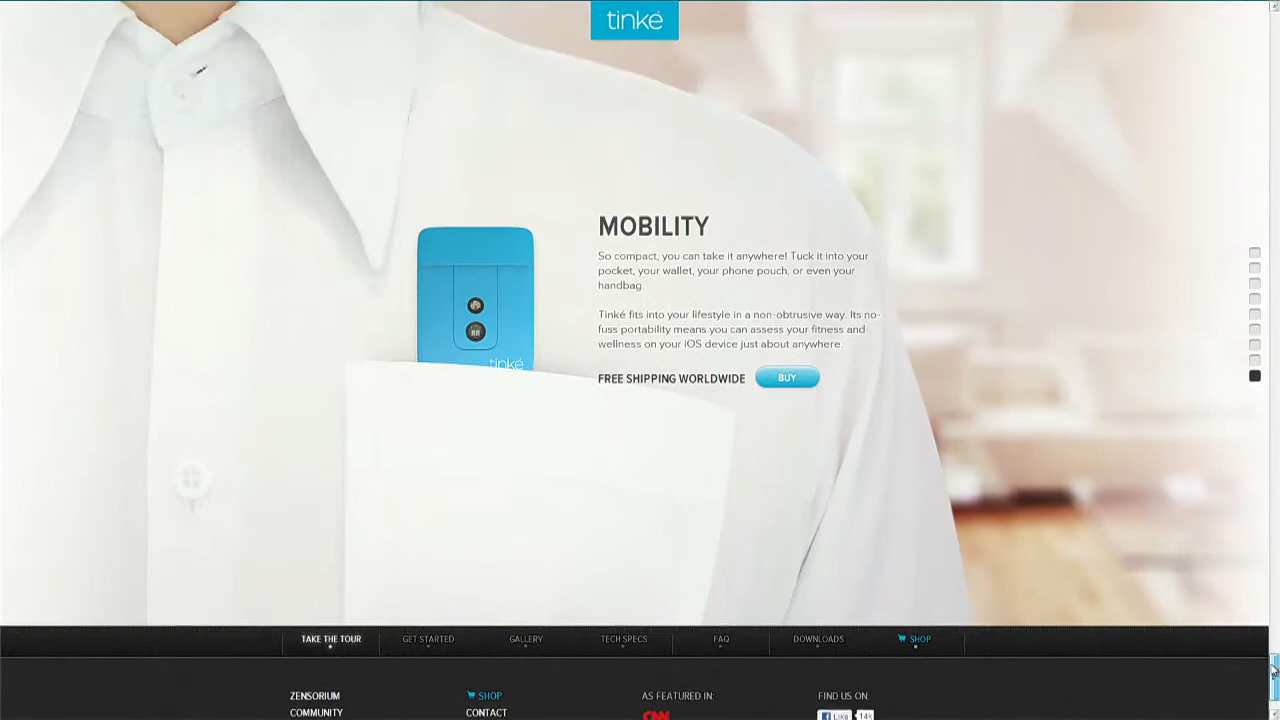 tinké
MOBILITY
So compact, you can take it anywhere! Tuck it into your
pocket, your wallet, your phone pouch, or even your
handbag.
Tinké fits into your lifestyle in a non-obtrusive way. Its no-
fuss portability means you can assess your fitness and
wellness on your iOS device just about anywhere.
tinké
FREE SHIPPING WORLDWIDE BUY
TAKE THE TOUR GET STARTED GALLERY TECH SPECS FAQ DOWNLOADS SHOP
ZENSORIUM SHOP AS FEATURED IN: FIND US ON:
COMMUNITY CONTACT CNN Like 14k